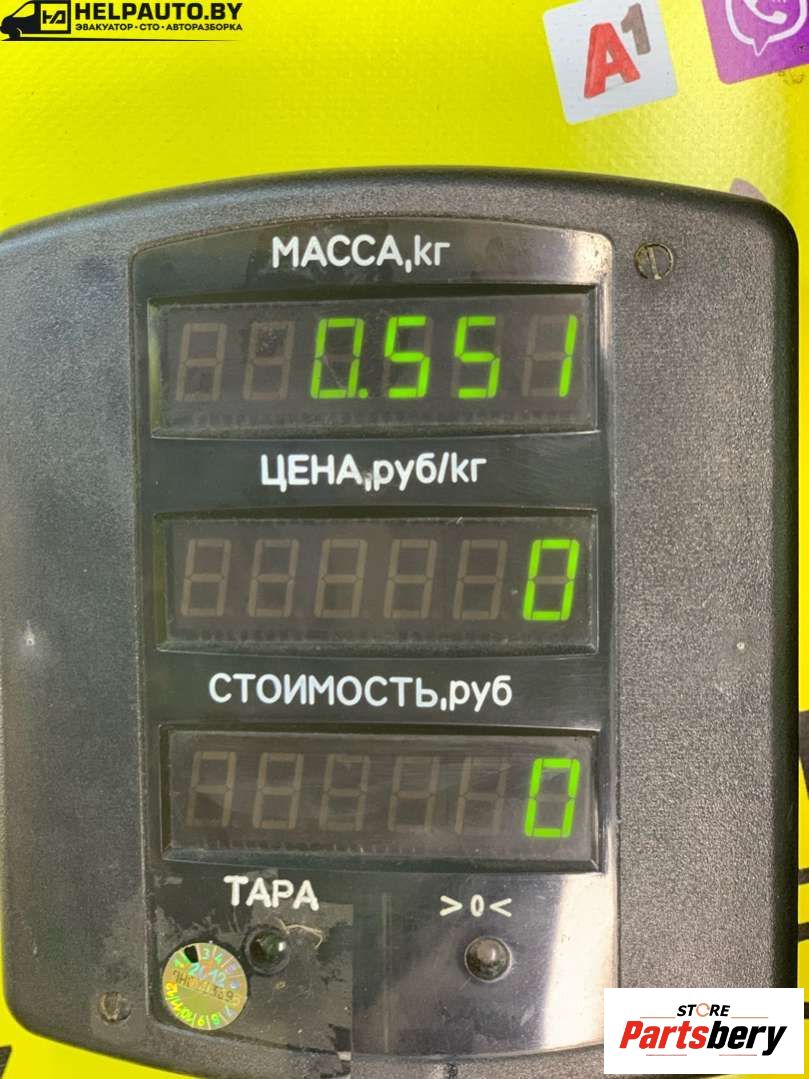 HELPAUTO.BY
ЭВАКУАТОР•СТО•АВТОРАЗБОРКА
A1
МАССА,кг
0.551
ЦЕНА,руб/кг
0
СТОИМОСТЬ,руб
0
ТАРА
>0<
STORE
Partsbery